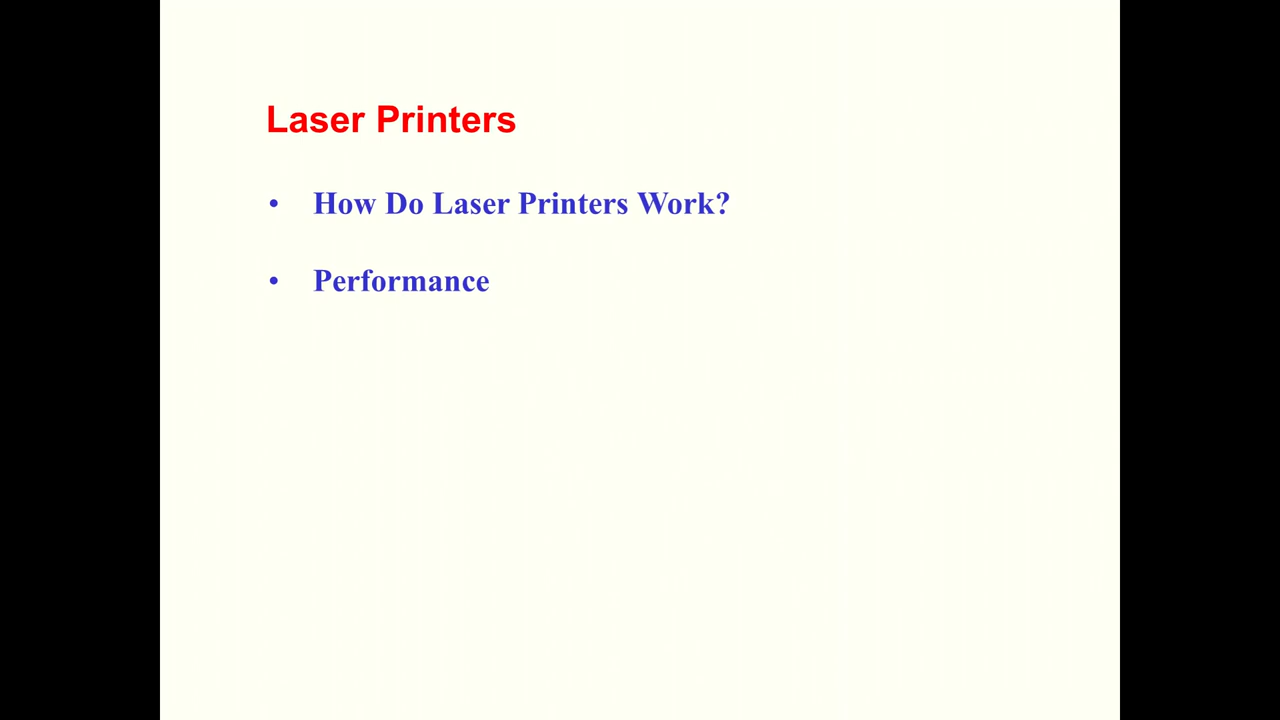 Laser Printers
• How Do Laser Printers Work?
• Performance